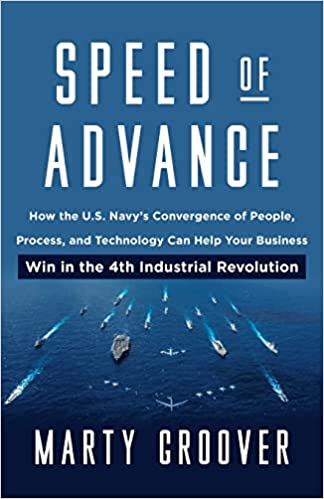 SPEED OF
ADVANCE
How the U.S. Navy's Convergence of People,
Process, and Technology Can Help Your Business
Win in the 4th Industrial Revolution
MARTY GROOVER